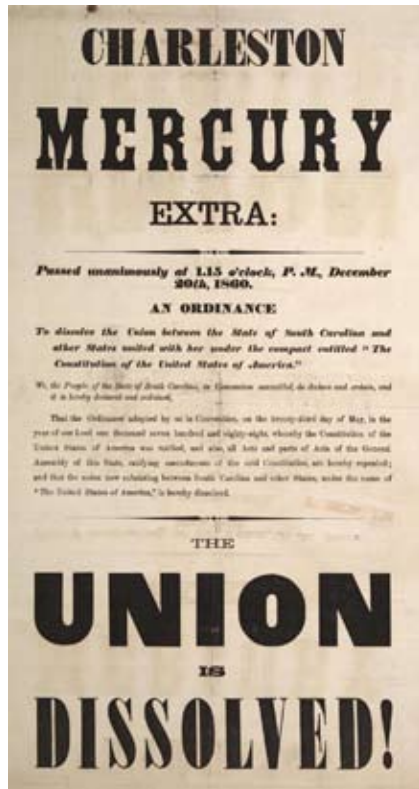 CHARLESTON
MERCURY
EXTRA:
Passed unanimously at 1.15 o'clock, P. M., December
20th, 1860.
AN ORDINANCE
To dissolve the Union between the State of South Carolina and
other States united with her under the compact entitled "The
Constitution of the United States of America."
We, the People of the State of South Carolina, in Convention assembled, do declare and ordain, and
it is hereby declared and ordained,
That the Ordinance adopted by us in Convention, on the twenty-third day of May, in the
year of our Lord one thousand seven hundred and eighty-eight, whereby the Constitution of the
United States of America was ratified, and also, all Acts and parts of Acts of the General
Assembly of this State, ratifying amendments of the said Constitution, are hereby repealed;
and that the union now subsisting between South Carolina and other States, under the name of
"The United States of America," is hereby dissolved.
THE
UNION
IS
DISSOLVED!